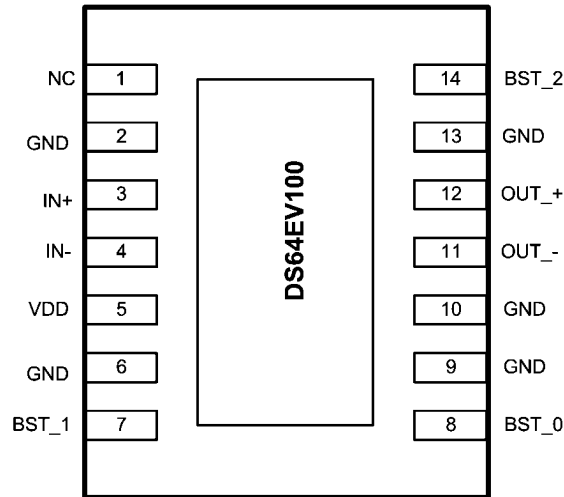 NC 1 14 BST_2
GND 2 13 GND
IN+ 3 12 OUT_+
IN- 4 11 OUT_-
VDD 5 10 GND
GND 6 9 GND
BST_1 7 8 BST_0
DS64EV100